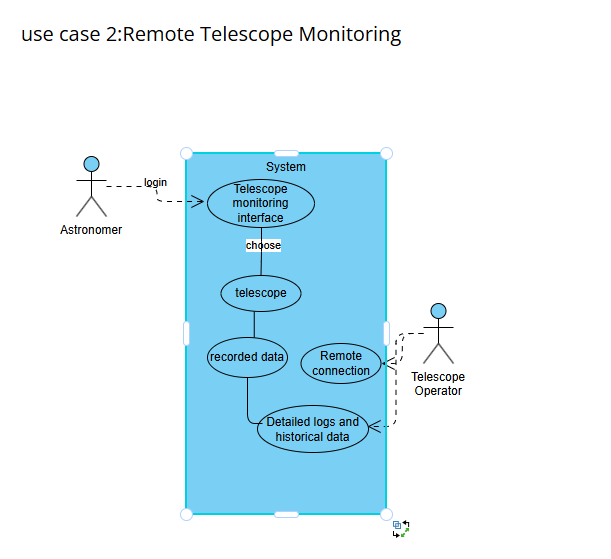 use case 2:Remote Telescope Monitoring
System
login
Telescope
monitoring
interface
Astronomer
choose
telescope
recorded data
Remote
connection
Telescope
Operator
Detailed logs and
historical data